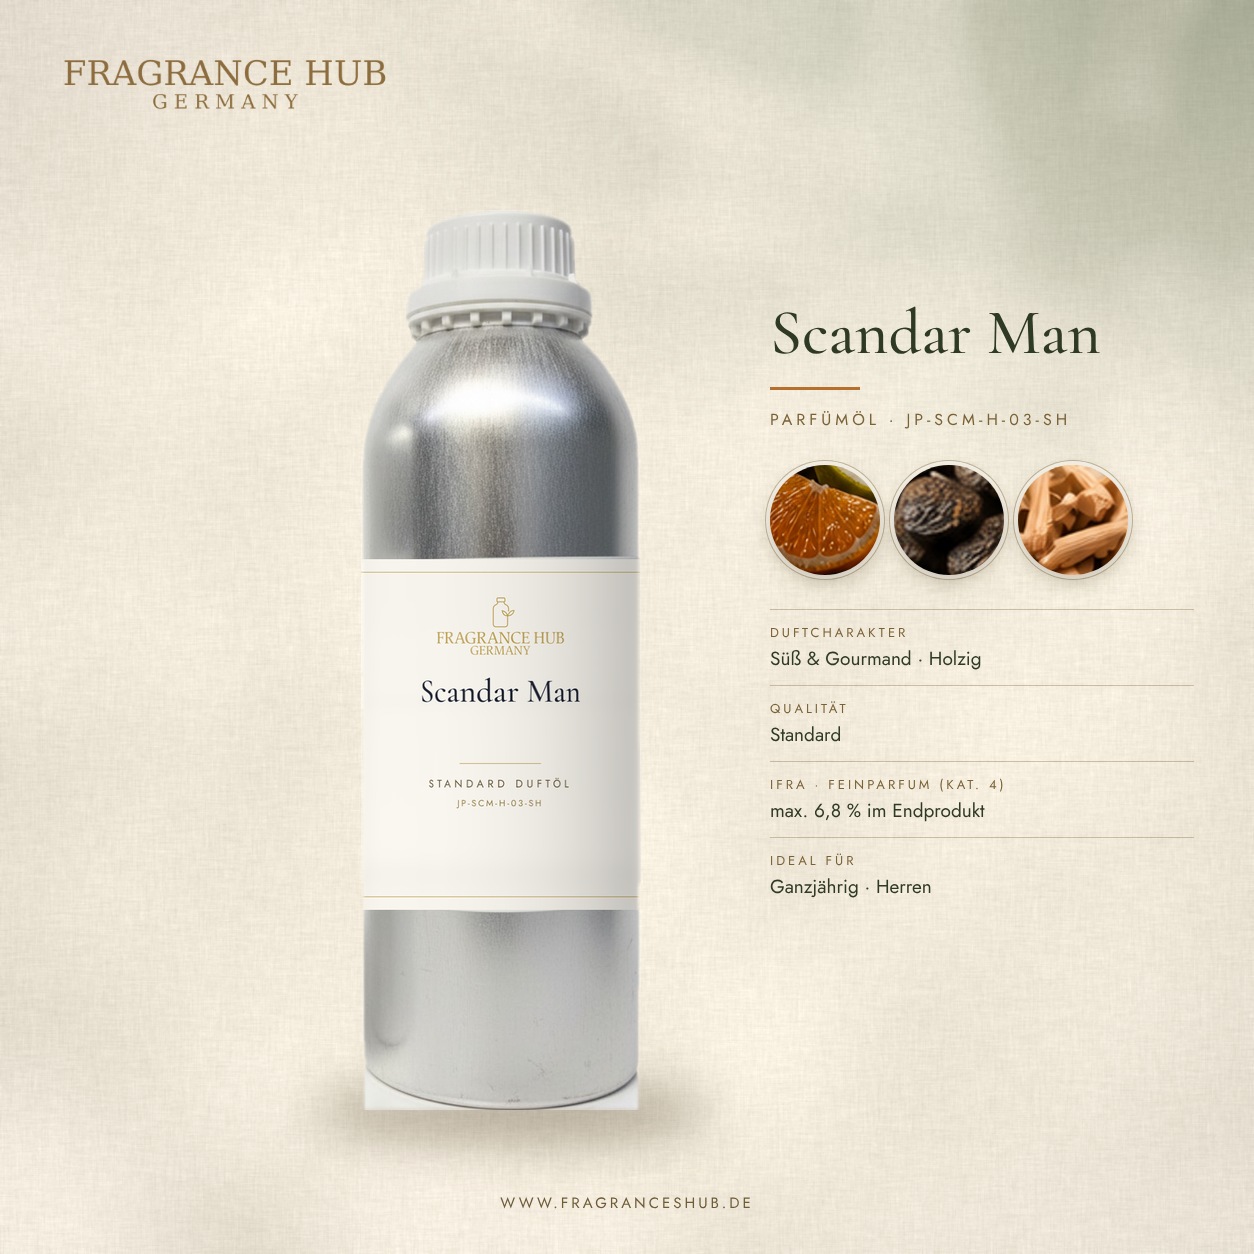 FRAGRANCE HUB
GERMANY
Scandar Man
PARFÜMÖL · JP-SCM-H-03-SH
DUFTCHARAKTER
Süß & Gourmand · Holzig
QUALITÄT
Standard
IFRA · FEINPARFUM (KAT. 4)
max. 6,8 % im Endprodukt
IDEAL FÜR
Ganzjährig · Herren
FRAGRANCE HUB
GERMANY
Scandar Man
STANDARD DUFTÖL
JP-SCM-H-03-SH
WWW.FRAGRANCESHUB.DE